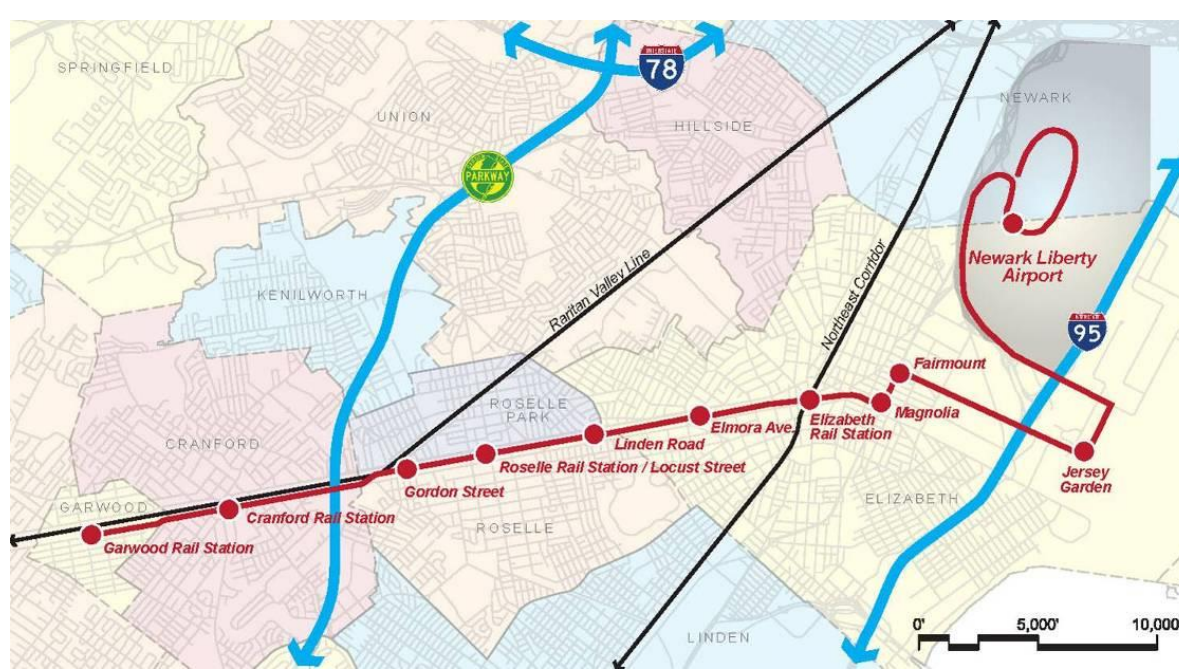 SPRINGFIELD
UNION
INTERSTATE
78
HILLSIDE
NEWARK
PARKWAY
Newark Liberty
Airport
KENILWORTH
Raritan Valley Line
Northeast Corridor
95
Fairmount
ROSELLE
PARK
Elmora Ave.
Elizabeth
Rail Station
Magnolia
CRANFORD
Linden Road
Roselle Rail Station / Locust Street
Jersey
Garden
Gordon Street
GARWOOD
Cranford Rail Station
ROSELLE
ELIZABETH
Garwood Rail Station
LINDEN
0' 5,000' 10,000'